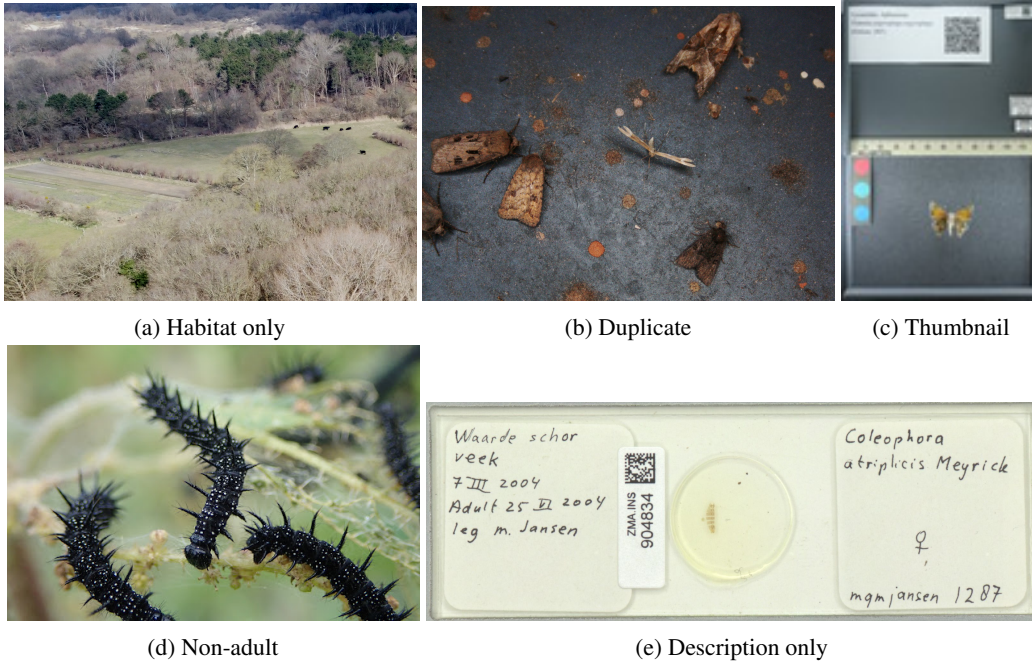 (a) Habitat only
(b) Duplicate
(c) Thumbnail
Waarde schor
veek
7 III 2004
Adult 25 VI 2004
leg m. Jansen
ZMA.INS
904834
Coleophora
atriplicis Meyrick
♀
mqmjansen 1287
(d) Non-adult
(e) Description only